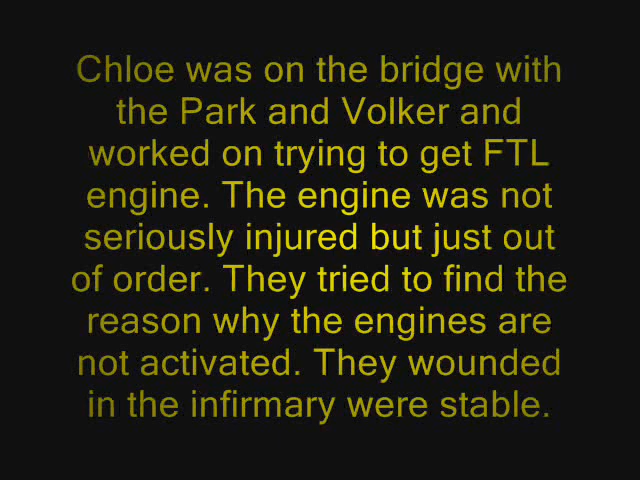 Chloe was on the bridge with
the Park and Volker and
worked on trying to get FTL
engine. The engine was not
seriously injured but just out
of order. They tried to find the
reason why the engines are
not activated. They wounded
in the infirmary were stable.